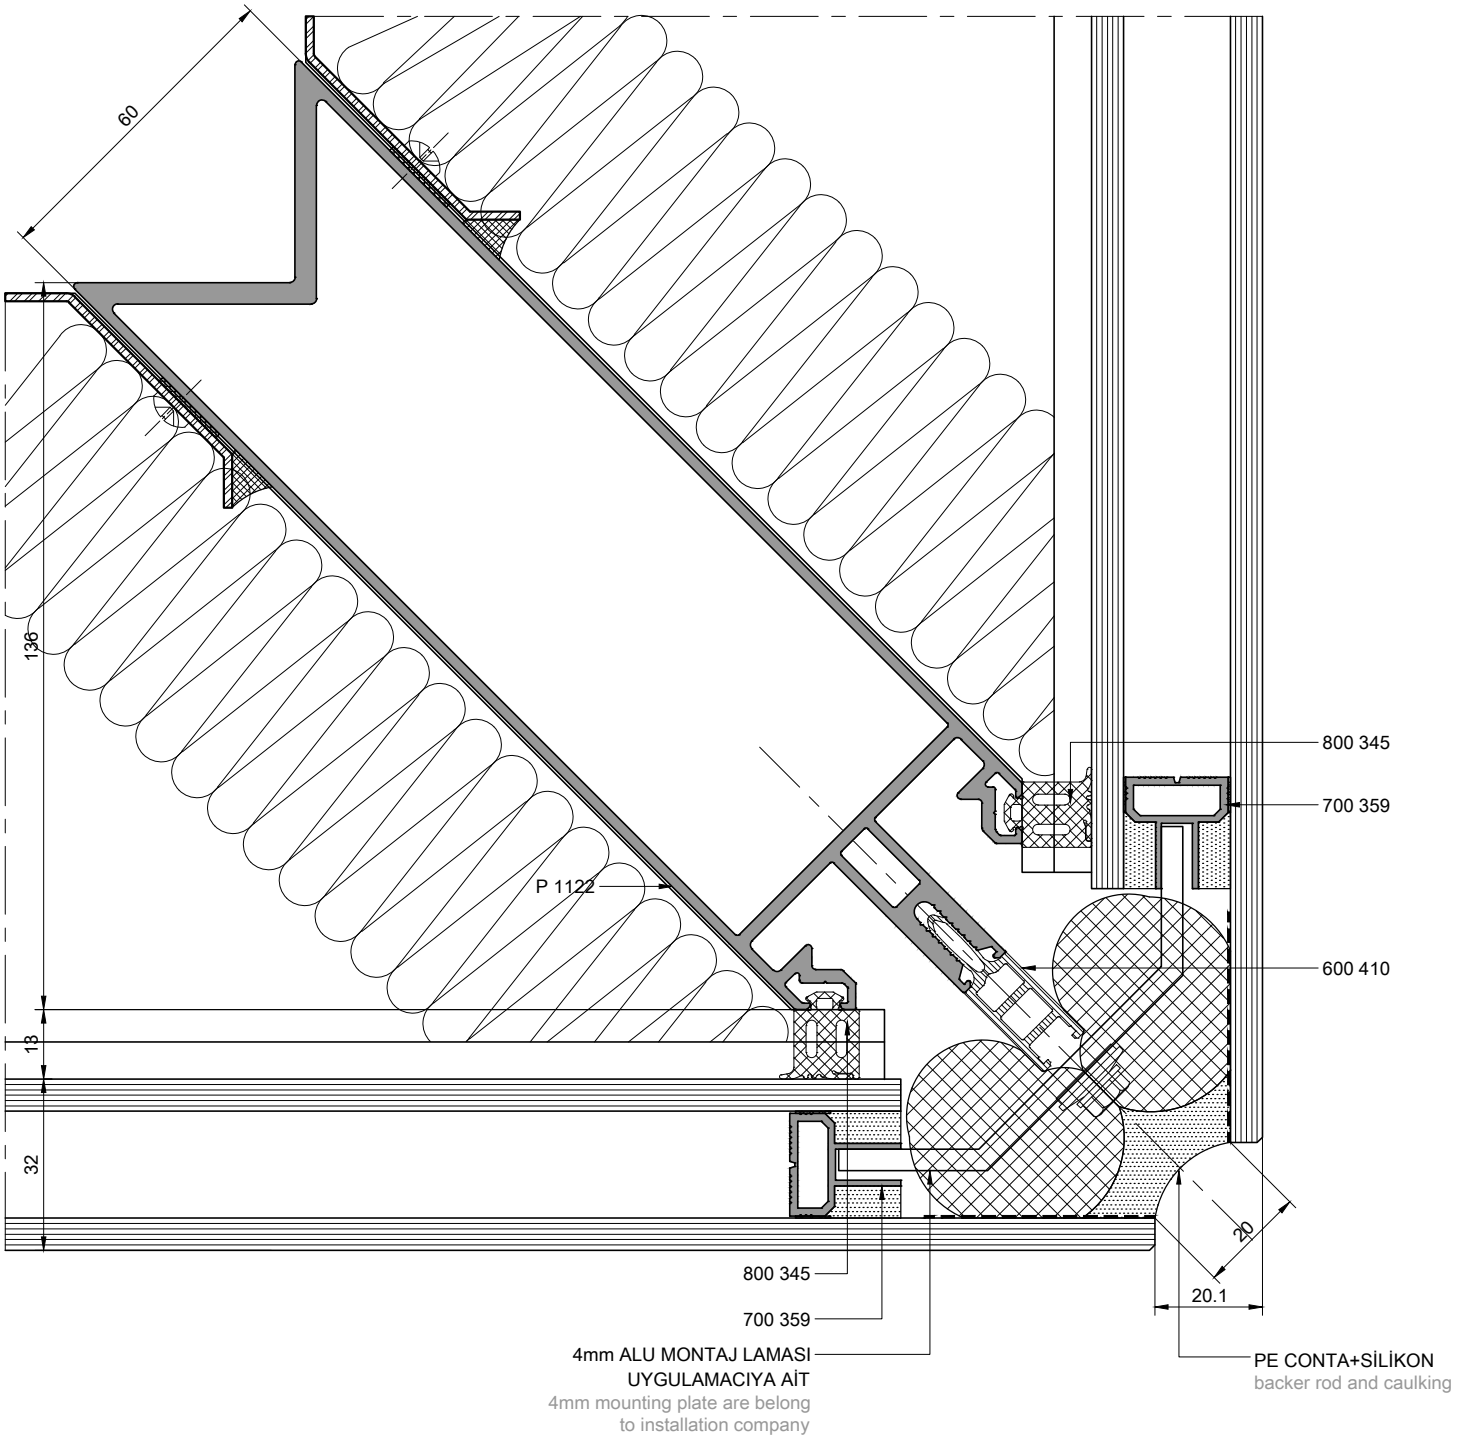 60
136
13
32
P 1122
800 345
700 359
600 410
800 345
700 359
4mm ALU MONTAJ LAMASI
UYGULAMACIYA AİT
4mm mounting plate are belong
to installation company
20
20.1
PE CONTA+SİLİKON
backer rod and caulking